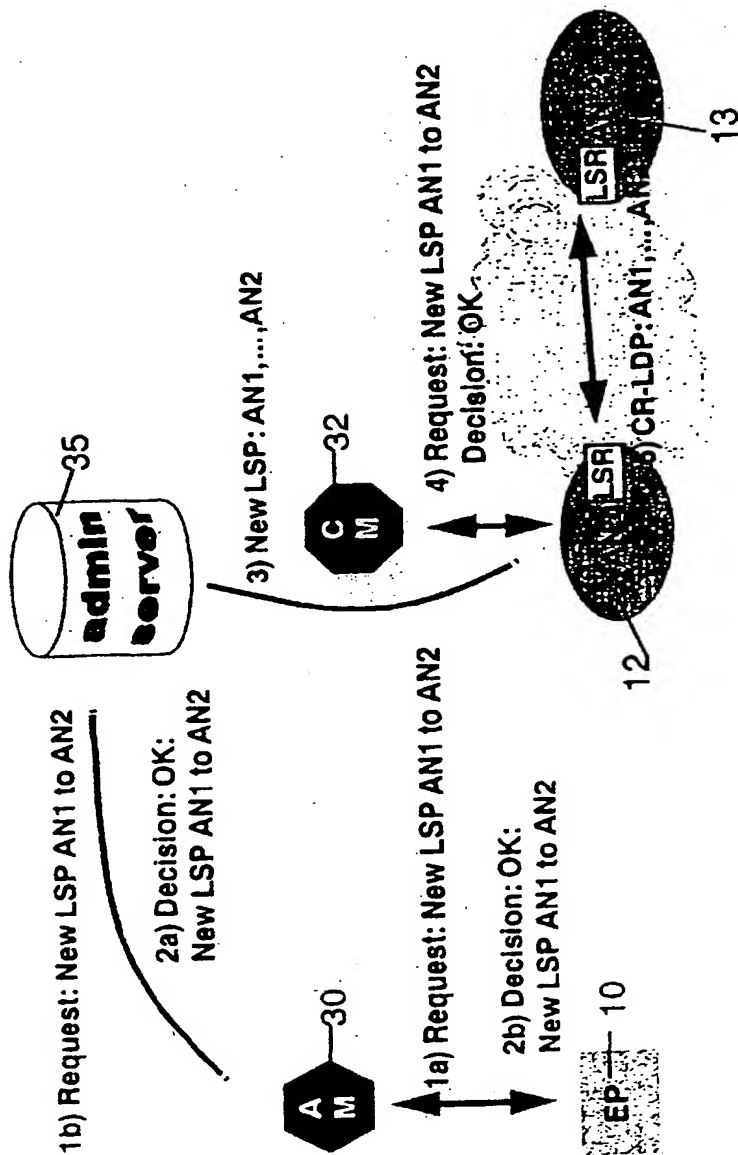 1b) Request: New LSP AN1 to AN2
2a) Decision: OK:
New LSP AN1 to AN2
35
admin
server
3) New LSP: AN1,...,AN2
A
M
30
C
M
32
1a) Request: New LSP AN1 to AN2
2b) Decision: OK:
New LSP AN1 to AN2
4) Request: New LSP AN1 to AN2
Decision: OK
EP
10
LSR
12
LSR
13
CR-LDP: AN1,...,